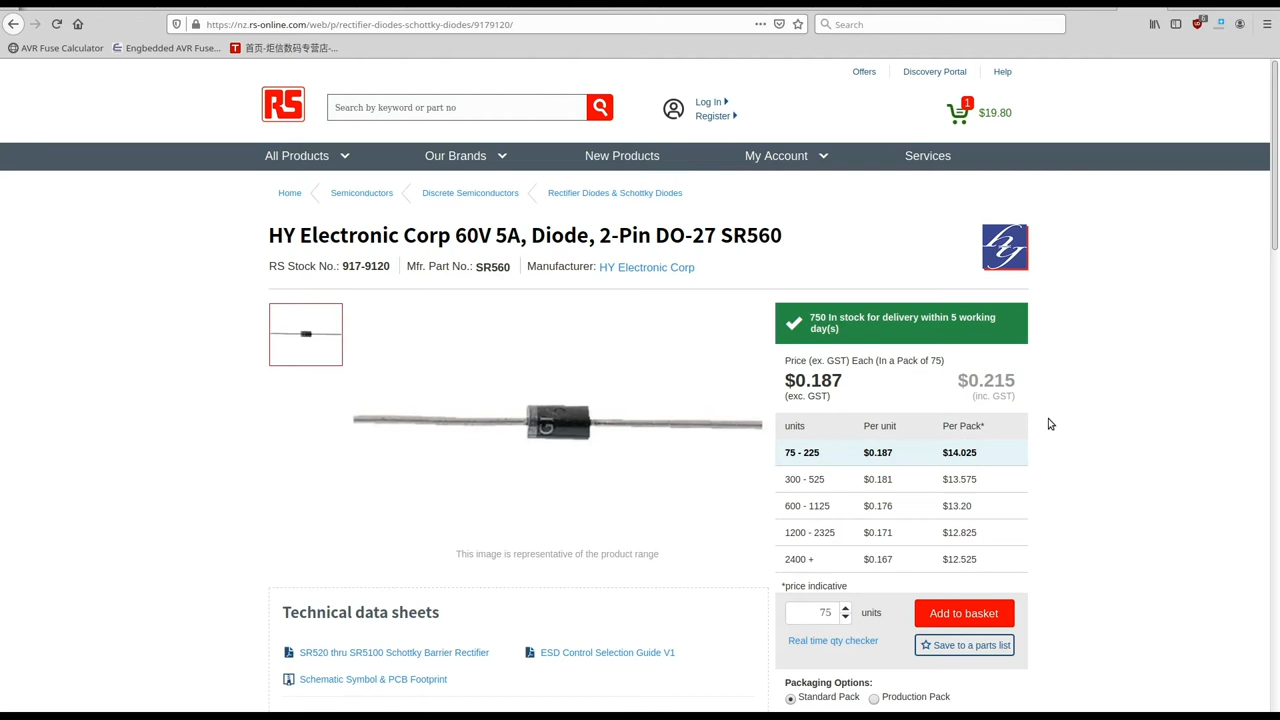 https://nz.rs-online.com/web/p/rectifier-diodes-schottky-diodes/9179120/
Search
AVR Fuse Calculator
Engbedded AVR Fuse...
首页-炬信数码专营店-...
Offers
Discovery Portal
Help
RS
Search by keyword or part no
Log In
Register
1
$19.80
All Products
Our Brands
New Products
My Account
Services
Home
Semiconductors
Discrete Semiconductors
Rectifier Diodes & Schottky Diodes
HY Electronic Corp 60V 5A, Diode, 2-Pin DO-27 SR560
RS Stock No.: 917-9120
Mfr. Part No.: SR560
Manufacturer: HY Electronic Corp
hy
750 In stock for delivery within 5 working
day(s)
Price (ex. GST) Each (In a Pack of 75)
$0.187
$0.215
(exc. GST)
(inc. GST)
units Per unit Per Pack*
75 - 225 $0.187 $14.025
300 - 525 $0.181 $13.575
600 - 1125 $0.176 $13.20
1200 - 2325 $0.171 $12.825
2400 + $0.167 $12.525
*price indicative
75 units
Add to basket
Real time qty checker
Save to a parts list
Packaging Options:
Standard Pack
Production Pack
GI
This image is representative of the product range
Technical data sheets
SR520 thru SR5100 Schottky Barrier Rectifier
ESD Control Selection Guide V1
Schematic Symbol & PCB Footprint